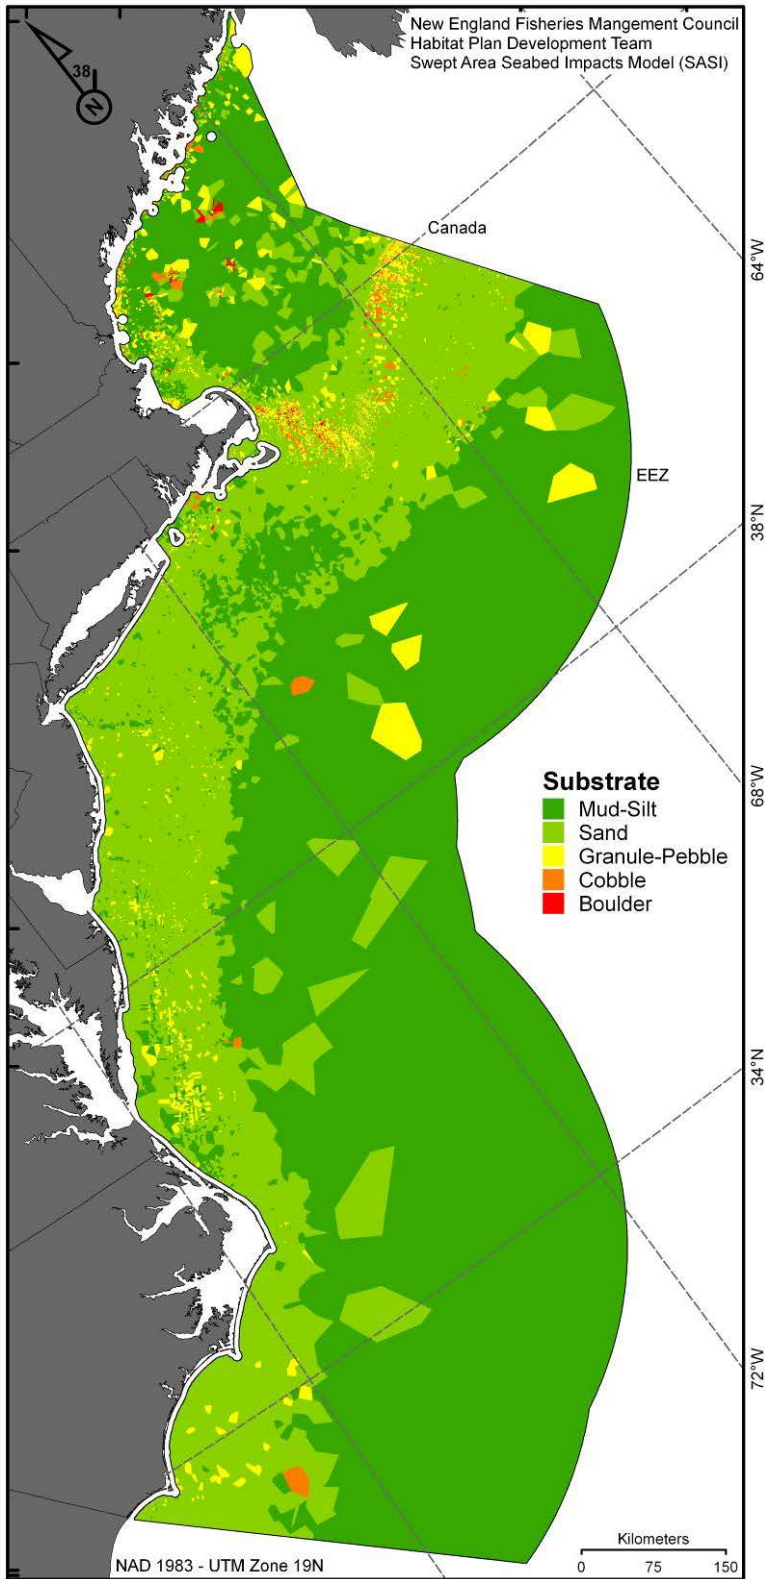 New England Fisheries Mangement Council
Habitat Plan Development Team
Swept Area Seabed Impacts Model (SASI)
38
N
Canada
64°W
EEZ
38°N
68°W
Substrate
Mud-Silt
Sand
Granule-Pebble
Cobble
Boulder
34°N
72°W
Kilometers
0 75 150
NAD 1983 - UTM Zone 19N